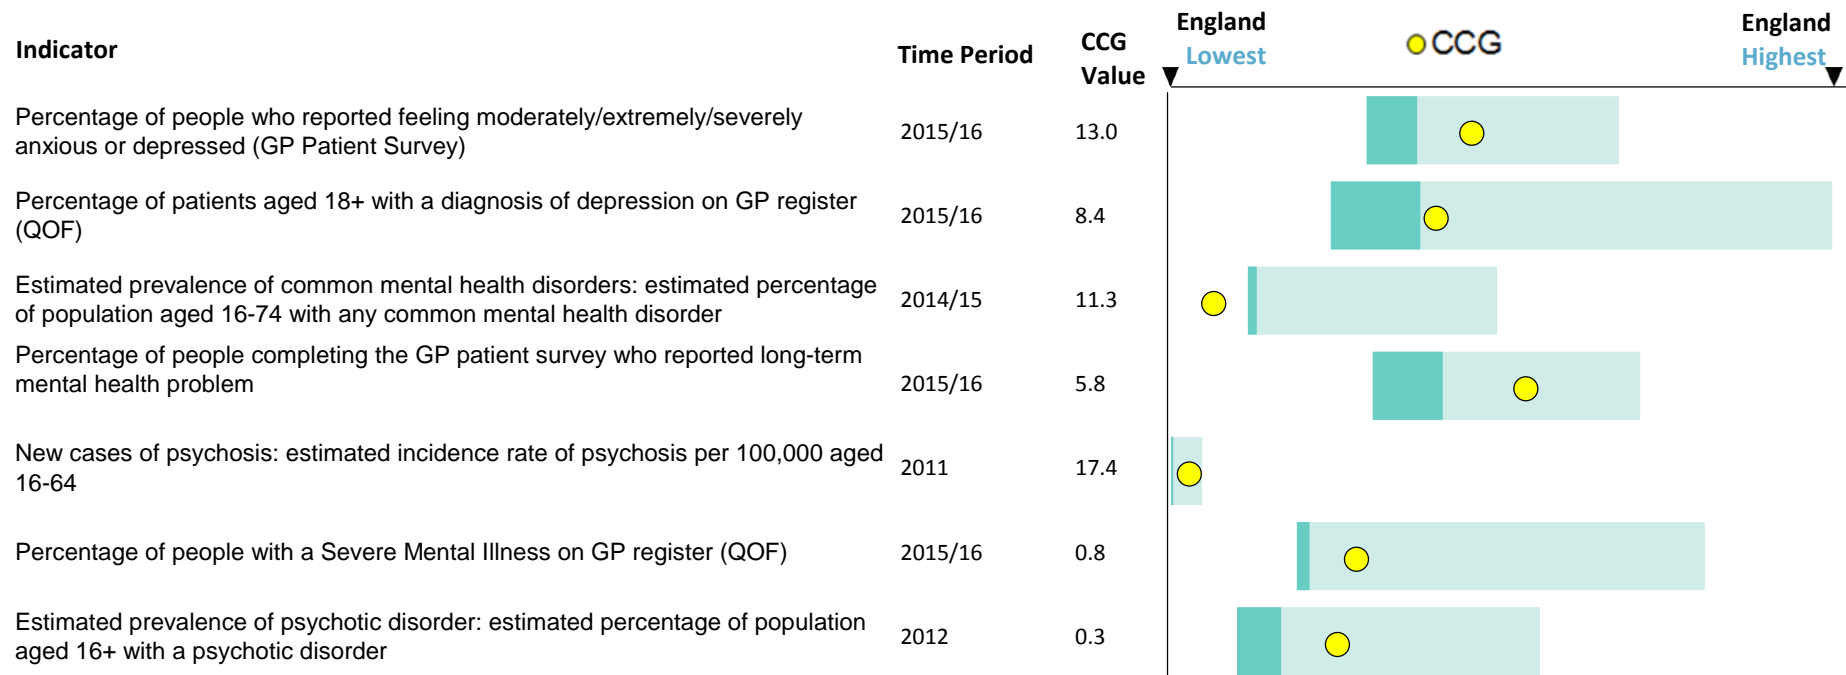 Indicator
Time Period
CCG
Value
England
Lowest
CCG
England
Highest
Percentage of people who reported feeling moderately/extremely/severely
anxious or depressed (GP Patient Survey)
2015/16
13.0
Percentage of patients aged 18+ with a diagnosis of depression on GP register
(QOF)
2015/16
8.4
Estimated prevalence of common mental health disorders: estimated percentage
of population aged 16-74 with any common mental health disorder
2014/15
11.3
Percentage of people completing the GP patient survey who reported long-term
mental health problem
2015/16
5.8
New cases of psychosis: estimated incidence rate of psychosis per 100,000 aged
16-64
2011
17.4
Percentage of people with a Severe Mental Illness on GP register (QOF)
2015/16
0.8
Estimated prevalence of psychotic disorder: estimated percentage of population
aged 16+ with a psychotic disorder
2012
0.3